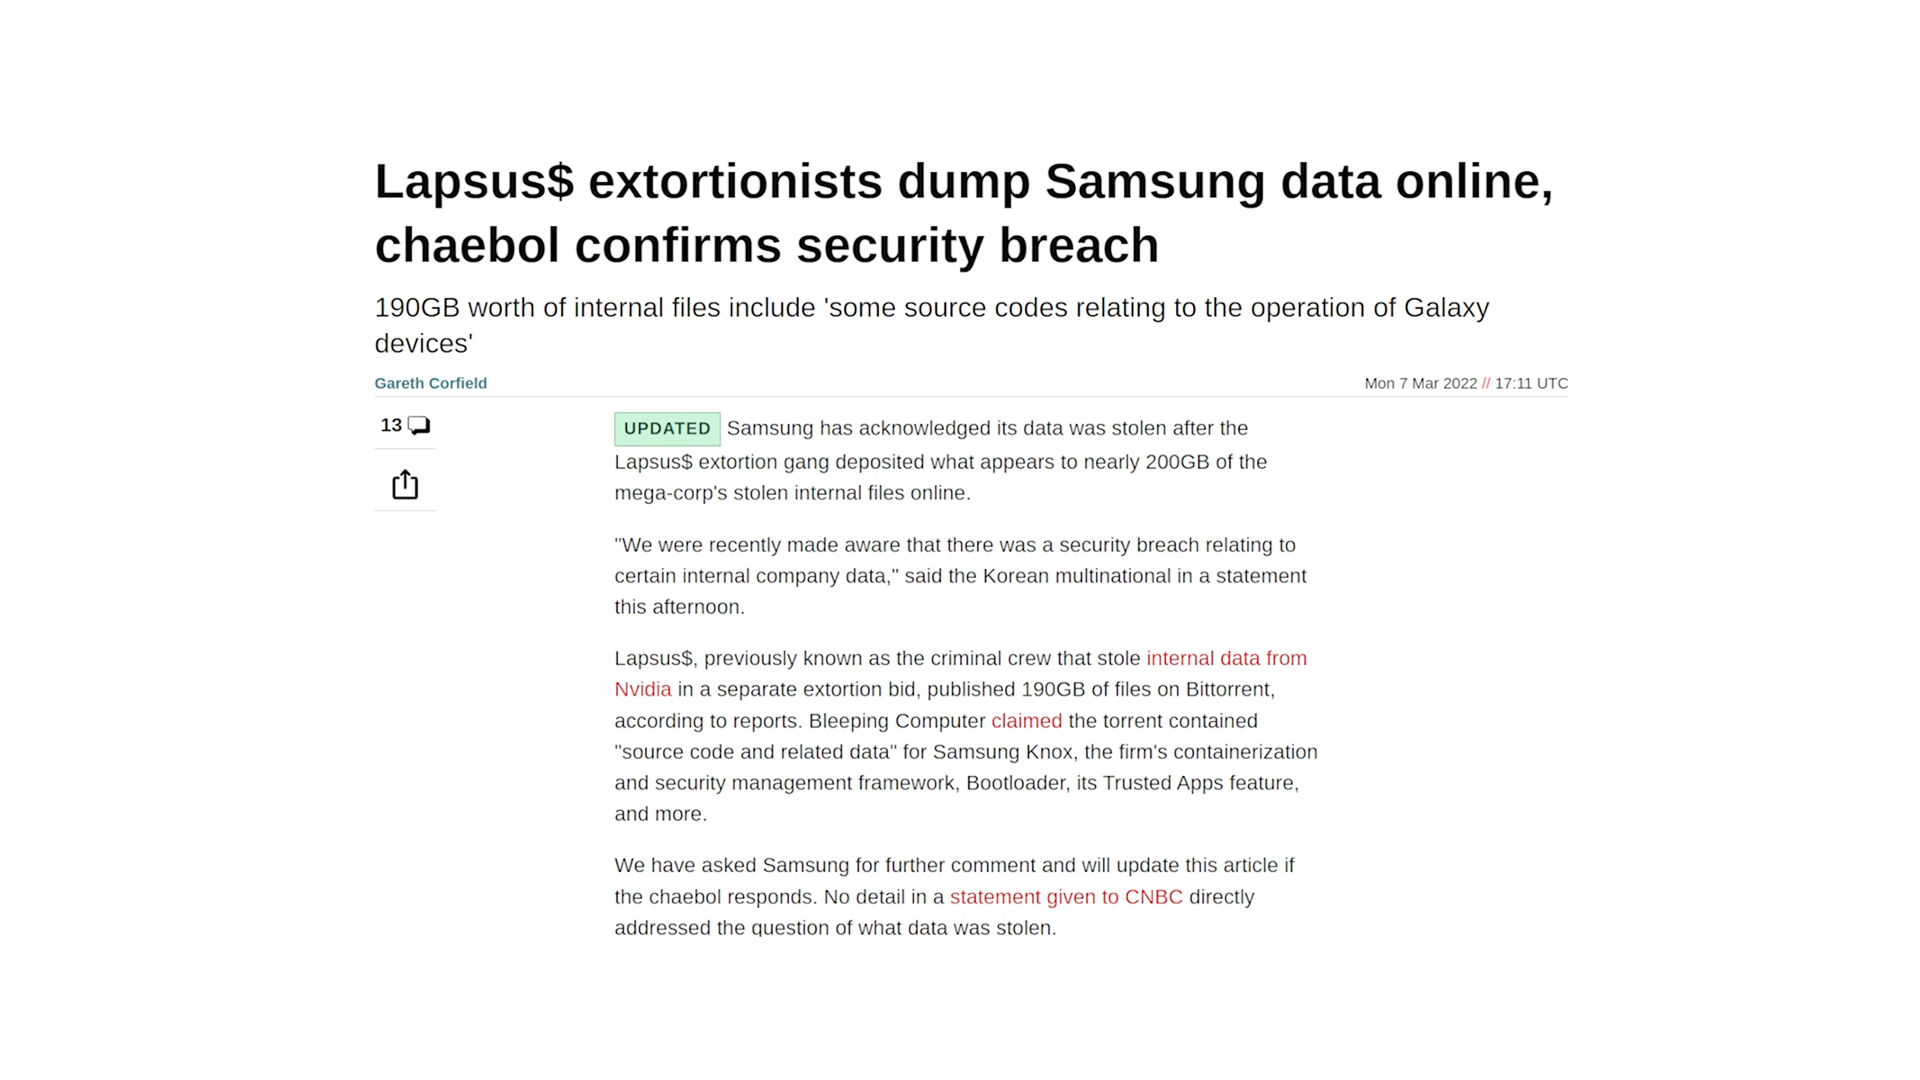 Lapsus$ extortionists dump Samsung data online,
chaebol confirms security breach
190GB worth of internal files include 'some source codes relating to the operation of Galaxy
devices'
Gareth Corfield
Mon 7 Mar 2022 // 17:11 UTC
13
UPDATED Samsung has acknowledged its data was stolen after the
Lapsus$ extortion gang deposited what appears to nearly 200GB of the
mega-corp's stolen internal files online.
"We were recently made aware that there was a security breach relating to
certain internal company data," said the Korean multinational in a statement
this afternoon.
Lapsus$, previously known as the criminal crew that stole internal data from
Nvidia in a separate extortion bid, published 190GB of files on Bittorrent,
according to reports. Bleeping Computer claimed the torrent contained
"source code and related data" for Samsung Knox, the firm's containerization
and security management framework, Bootloader, its Trusted Apps feature,
and more.
We have asked Samsung for further comment and will update this article if
the chaebol responds. No detail in a statement given to CNBC directly
addressed the question of what data was stolen.